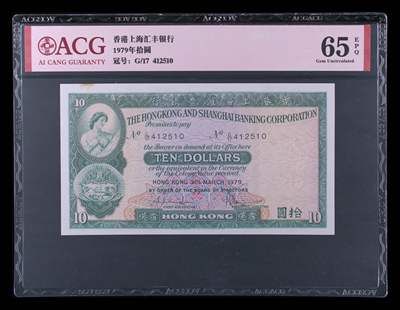 ACG
AI CANG GUARANTY
香港上海汇丰银行
1979年拾圆
冠号: G/17 412510
65 EPQ
Gem Uncirculated
10
THE HONGKONG AND SHANGHAI BANKING CORPORATION
Promises to pay
No 412510 No 412510
the Bearer on demand at its Office here
TEN DOLLARS
or the equivalent in the Currency
of the Colony value received
HONG KONG 31st MARCH 1979
BY ORDER OF THE BOARD OF DIRECTORS
10 HONG KONG 拾圓 10